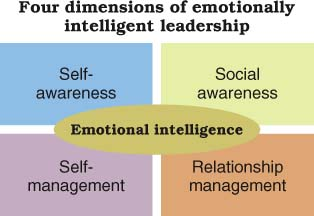 Four dimensions of emotionally
intelligent leadership
Self-
awareness
Social
awareness
Emotional intelligence
Self-
management
Relationship
management